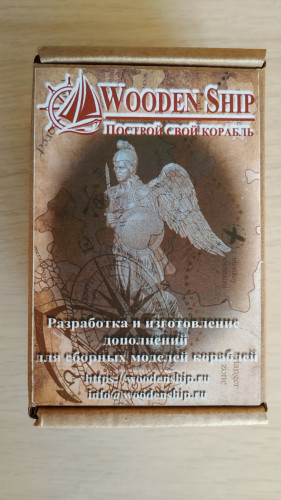 WOODEN SHIP
ПОСТРОЙ СВОЙ КОРАБЛЬ
Разработка и изготовление
дополнений
для сборных моделей кораблей
https://woodenship.ru
info@woodenship.ru